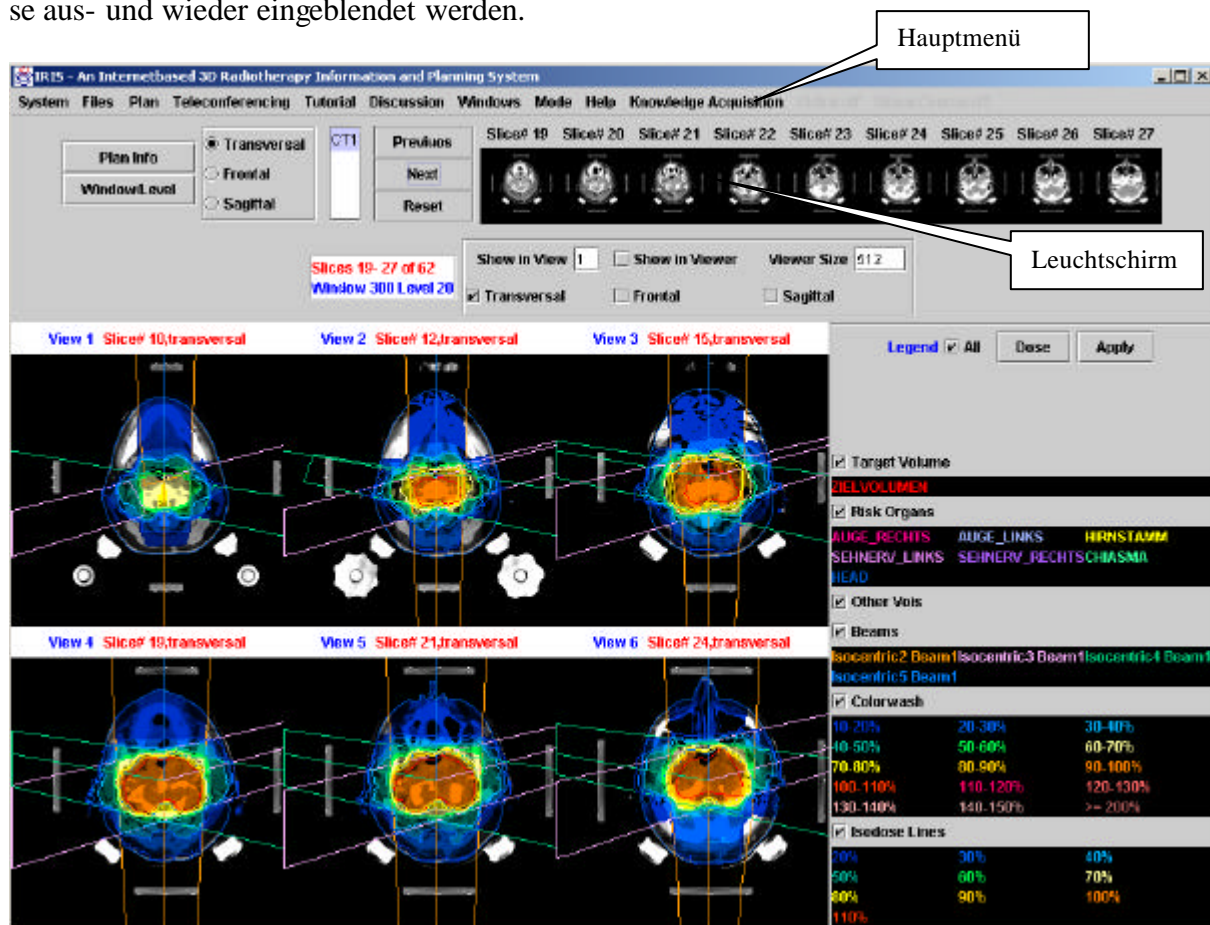 se aus- und wieder eingeblendet werden.
Hauptmenü
IRIS - An Internetbased 3D Radiotherapy Information and Planning System
System Files Plan Teleconferencing Tutorial Discussion Windows Mode Help Knowledge Acquisition
Slice# 19 Slice# 20 Slice# 21 Slice# 22 Slice# 23 Slice# 24 Slice# 25 Slice# 26 Slice# 27
Plan Info
Window/Level
Transversal
Frontal
Sagittal
CT1
Previuos
Next
Reset
Leuchtschirm
Slices 19- 27 of 62
Window 300 Level 20
Show in View 1 Show in Viewer Viewer Size 512
Transversal Frontal Sagittal
View 1 Slice# 10,transversal
View 2 Slice# 12,transversal
View 3 Slice# 15,transversal
Legend All Dose Apply
Target Volume
ZIELVOLUMEN
Risk Organs
AUGE_RECHTS AUGE_LINKS HIRNSTAMM
SEHNERV_LINKS SEHNERV_RECHTS CHIASMA
HEAD
Other Vois
Beams
Isocentric2 Beam1 Isocentric3 Beam1 Isocentric4 Beam1
Isocentric5 Beam1
Colorwash
10-20% 20-30% 30-40%
40-50% 50-60% 60-70%
70-80% 80-90% 90-100%
100-110% 110-120% 120-130%
130-140% 140-150% >= 200%
Isodose Lines
20% 30% 40%
50% 60% 70%
80% 90% 100%
110%
View 4 Slice# 19,transversal
View 5 Slice# 21,transversal
View 6 Slice# 24,transversal